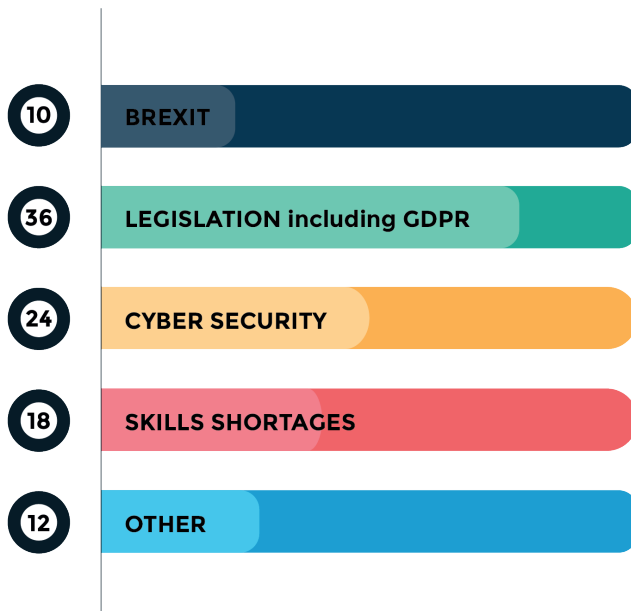 10 BREXIT
36 LEGISLATION including GDPR
24 CYBER SECURITY
18 SKILLS SHORTAGES
12 OTHER